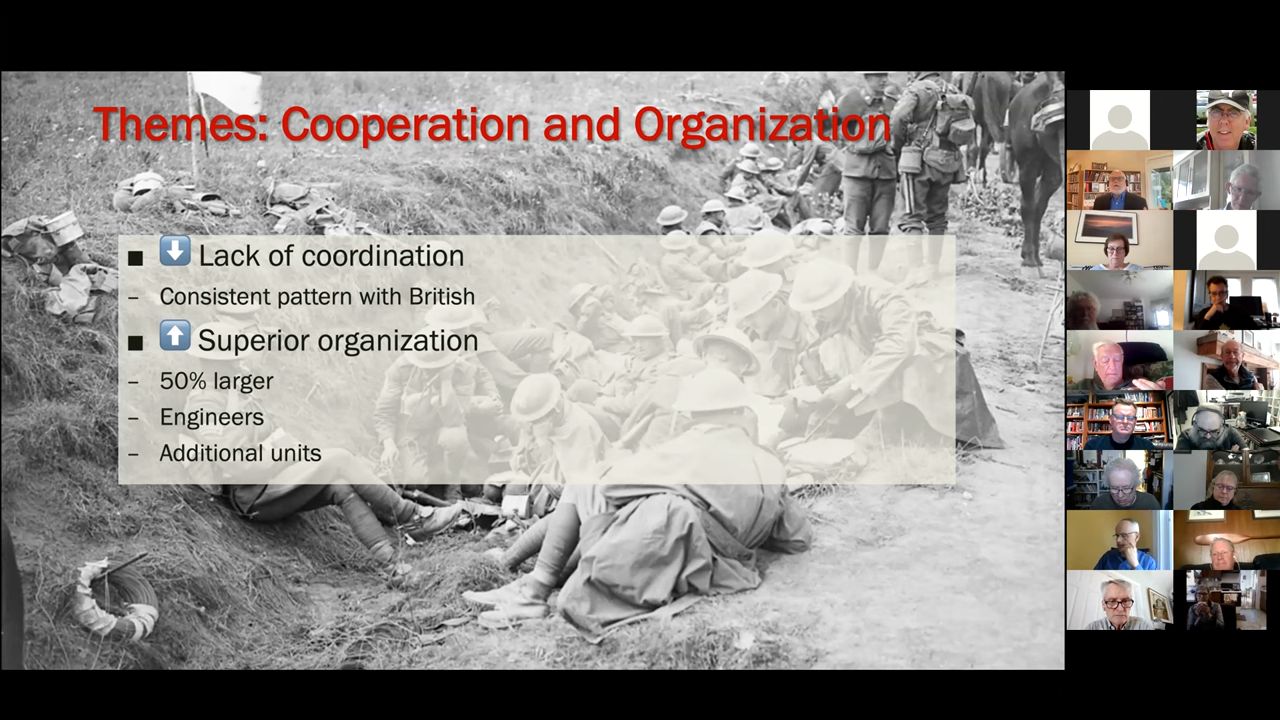 Themes: Cooperation and Organization
■ ⬇️ Lack of coordination
– Consistent pattern with British
■ ⬆️ Superior organization
– 50% larger
– Engineers
– Additional units